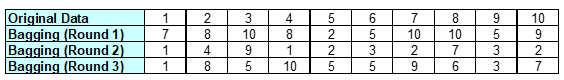 Original Data 1 2 3 4 5 6 7 8 9 10
Bagging (Round 1) 7 8 10 8 2 5 10 10 5 9
Bagging (Round 2) 1 4 9 1 2 3 2 7 3 2
Bagging (Round 3) 1 8 5 10 5 5 9 6 3 7